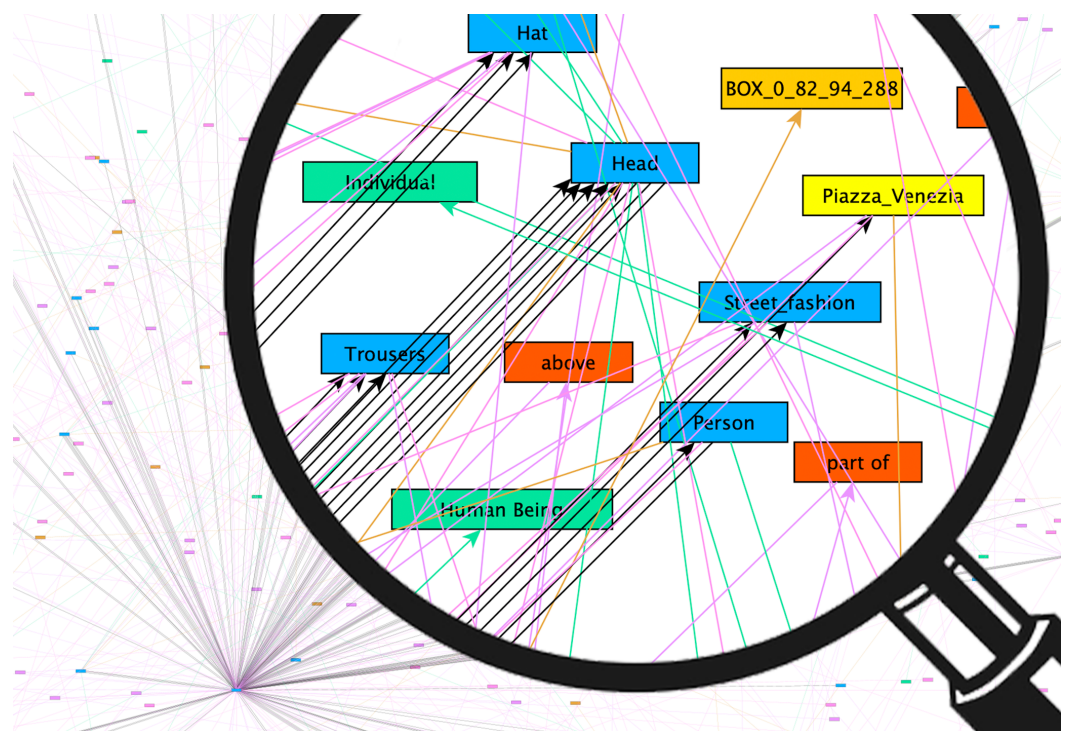 Hat
BOX_0_82_94_288
Head
Individual
Piazza_Venezia
Street_fashion
Trousers
above
Person
part of
Human Being